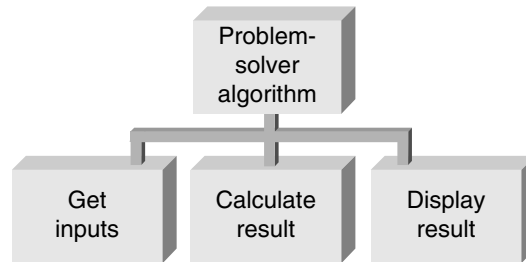 Problem-
solver
algorithm
Get
inputs
Calculate
result
Display
result